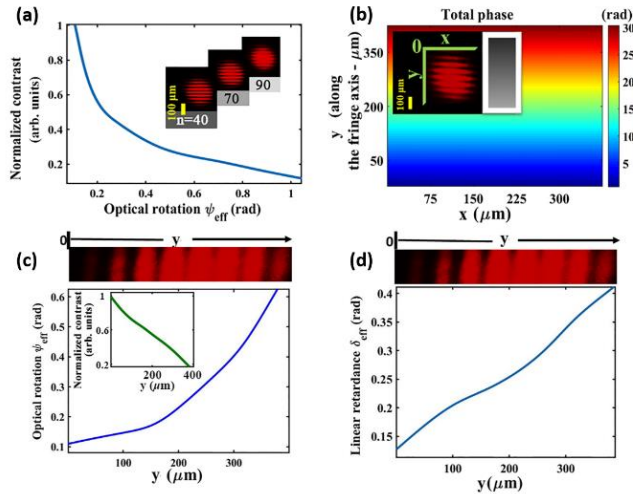 (a)
Normalized contrast
(arb. units)
1
0.8
0.6
0.4
0.2
0.2
0.4
0.6
0.8
1
Optical rotation ψeff (rad)
100 μm
n=40
70
90
(b)
Total phase
(rad)
y (along
the fringe axis - μm)
400
300
200
50
75
150
225
300
x (μm)
0
x
y
100 μm
30
25
20
15
10
5
0
y
(c)
Optical rotation ψeff (rad)
0.6
0.5
0.4
0.3
0.2
0.1
100
200
300
y (μm)
Normalized contrast
(arb. units)
1
0.6
0.2
200
400
y (μm)
0
y
(d)
Linear retardance δeff (rad)
0.4
0.35
0.3
0.25
0.2
0.15
100
200
300
y(μm)